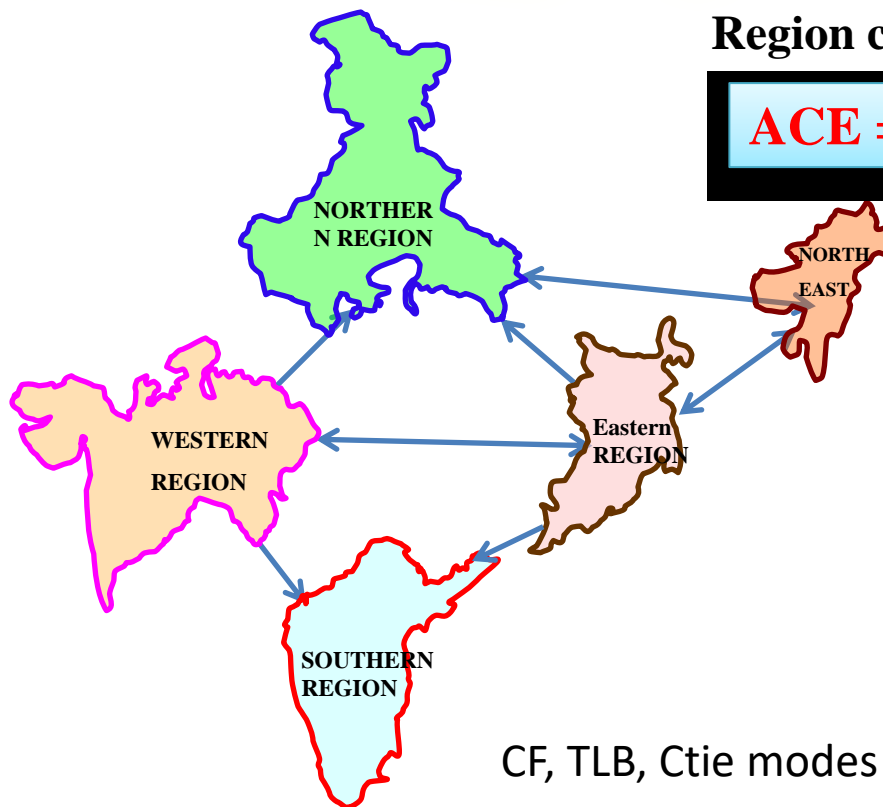 Region c
ACE =
NORTHER
N REGION
NORTH
EAST
WESTERN
REGION
Eastern
REGION
SOUTHERN
REGION
CF, TLB, Ctie modes